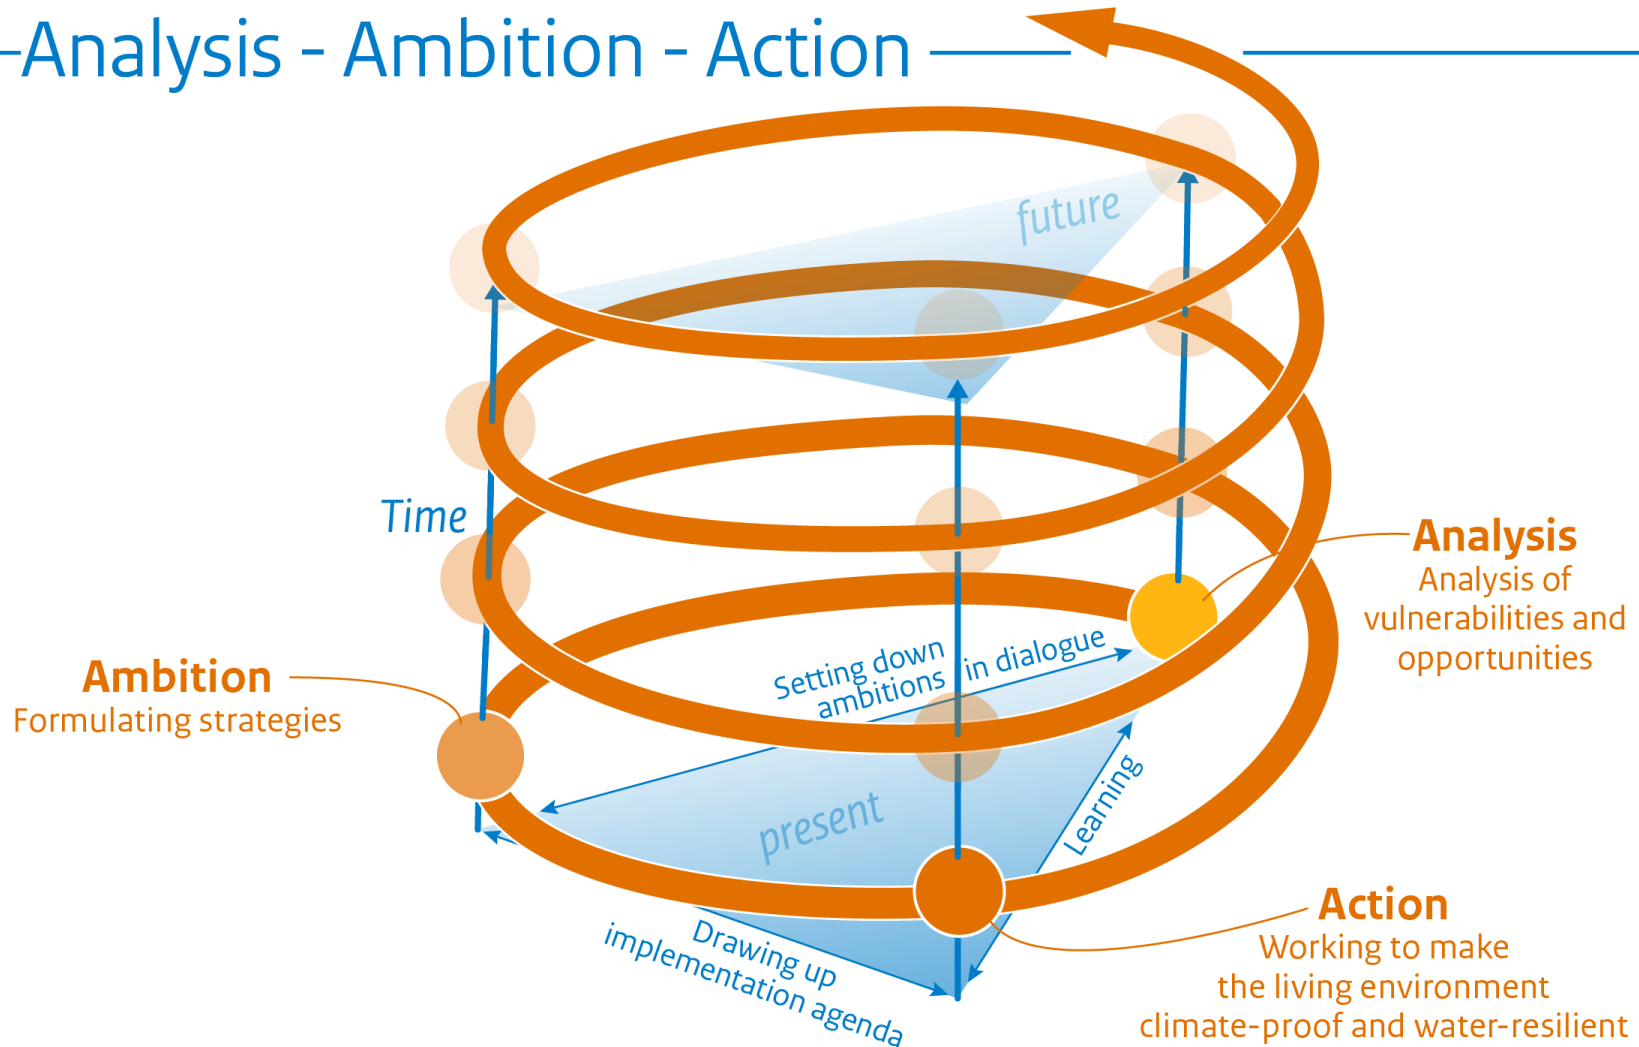 Analysis - Ambition - Action
future
Time
Analysis
Analysis of
vulnerabilities and
opportunities
Setting down
ambitions in dialogue
Ambition
Formulating strategies
present
Learning
Action
Working to make
the living environment
climate-proof and water-resilient
Drawing up
implementation agenda